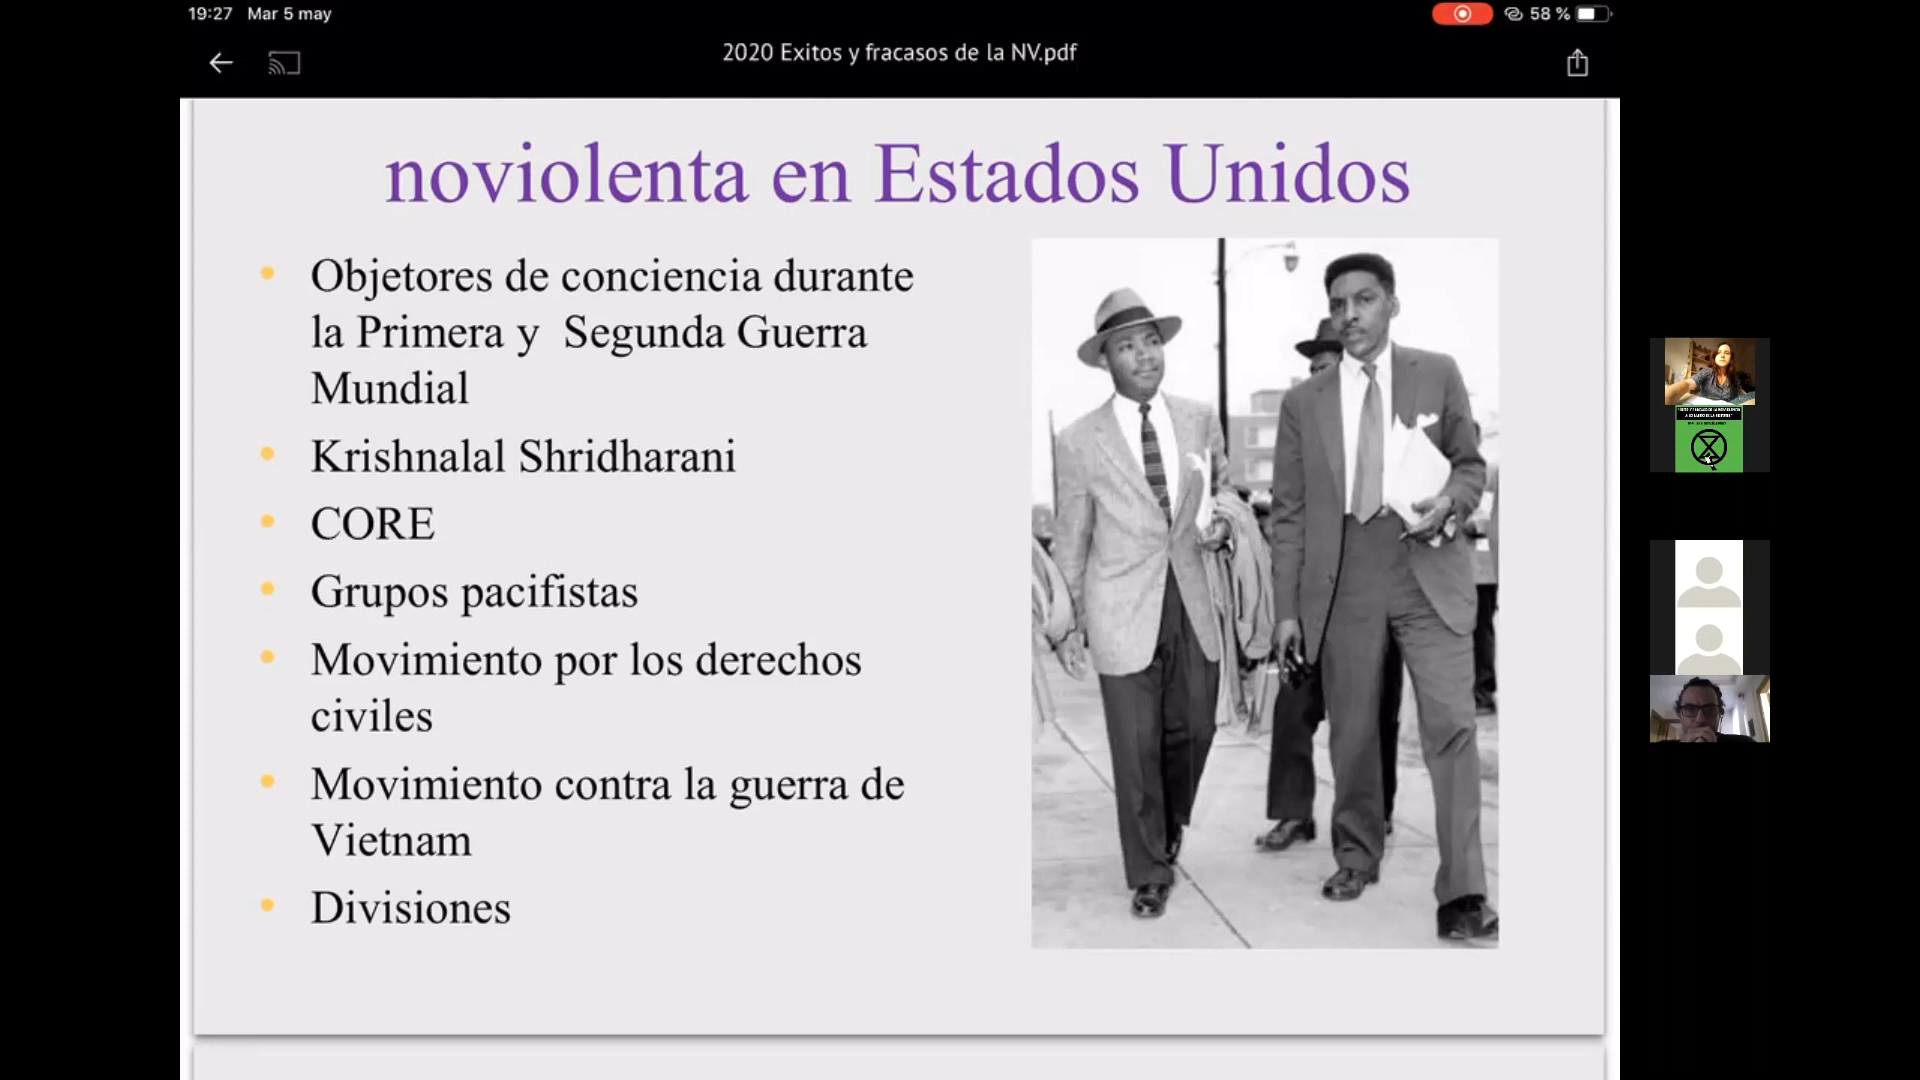 19:27 Mar 5 may
58 %
2020 Exitos y fracasos de la NV.pdf
noviolenta en Estados Unidos
Objetores de conciencia durante
la Primera y Segunda Guerra
Mundial
Krishnalal Shridharani
CORE
Grupos pacifistas
Movimiento por los derechos
civiles
Movimiento contra la guerra de
Vietnam
Divisiones